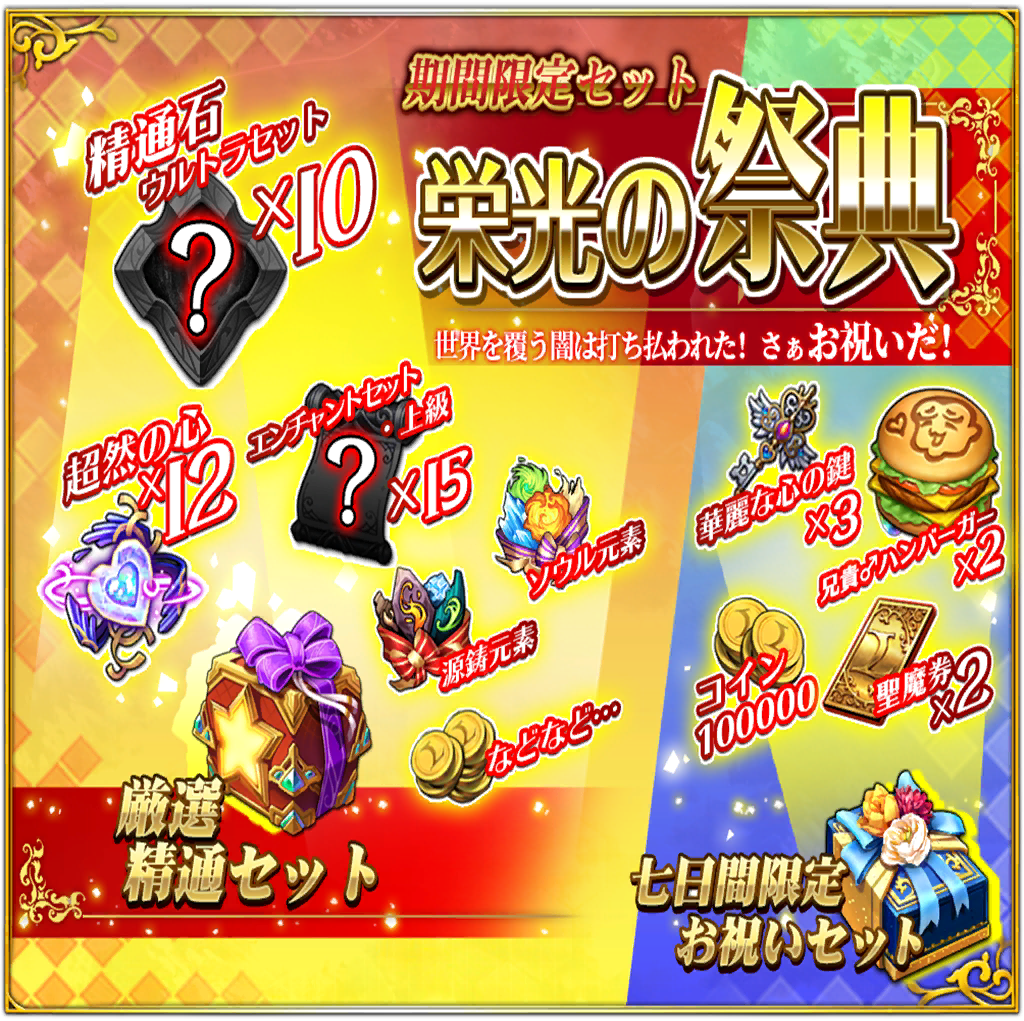 期間限定セット
栄光の祭典
世界を覆う闇は打ち払われた！さぁお祝いだ！
精通石
ウルトラセット
×10
?
超然の心
×12
エンチャントセット
・上級
×15
?
ソウル元素
源鋳元素
などなど…
厳選
精通セット
華麗な心の鍵
×3
兄貴♂ハンバーガー
×2
コイン
100000
聖魔券
×2
七日間限定
お祝いセット